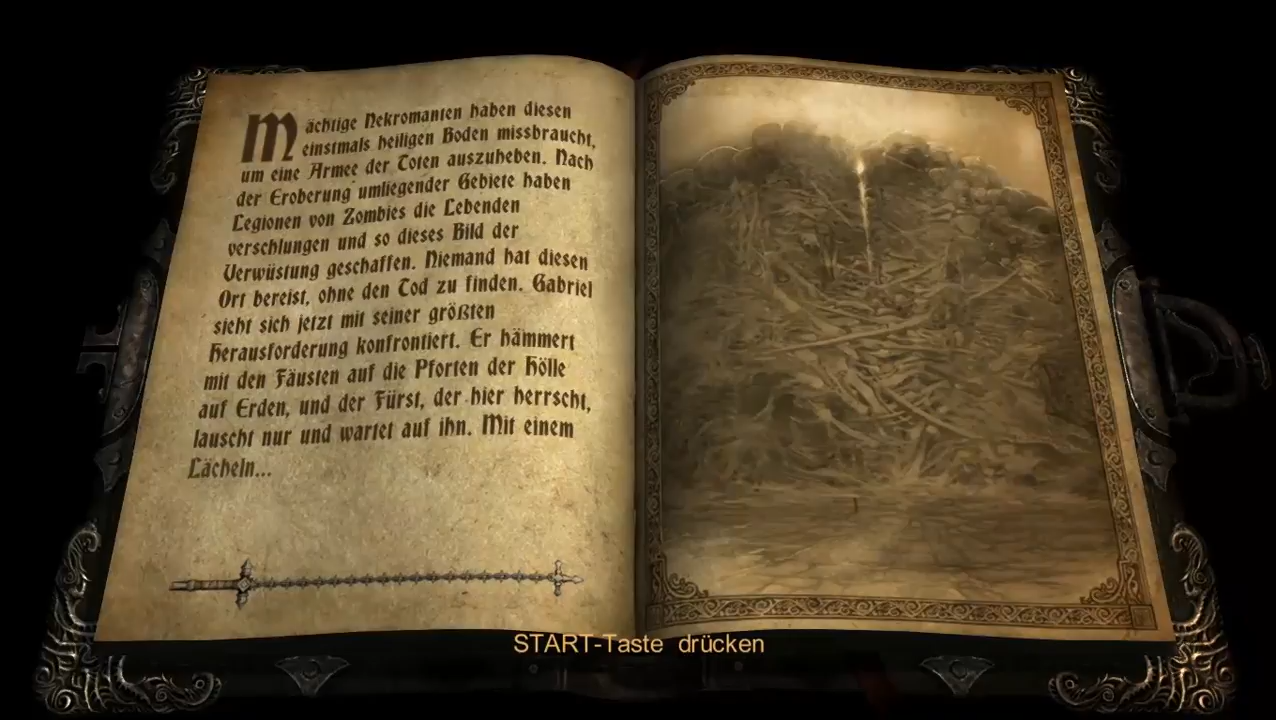 Mächtige Nekromanten haben diesen
einstmals heiligen Boden missbraucht,
um eine Armee der Toten auszuheben. Nach
der Eroberung umliegender Gebiete haben
Legionen von Zombies die Lebenden
verschlungen und so dieses Bild der
Verwüstung geschaffen. Niemand hat diesen
Ort bereist, ohne den Tod zu finden. Gabriel
sieht sich jetzt mit seiner größten
Herausforderung konfrontiert. Er hämmert
mit den Fäusten auf die Pforten der Hölle
auf Erden, und der Fürst, der hier herrscht,
lauscht nur und wartet auf ihn. Mit einem
Lächeln...
START-Taste drücken